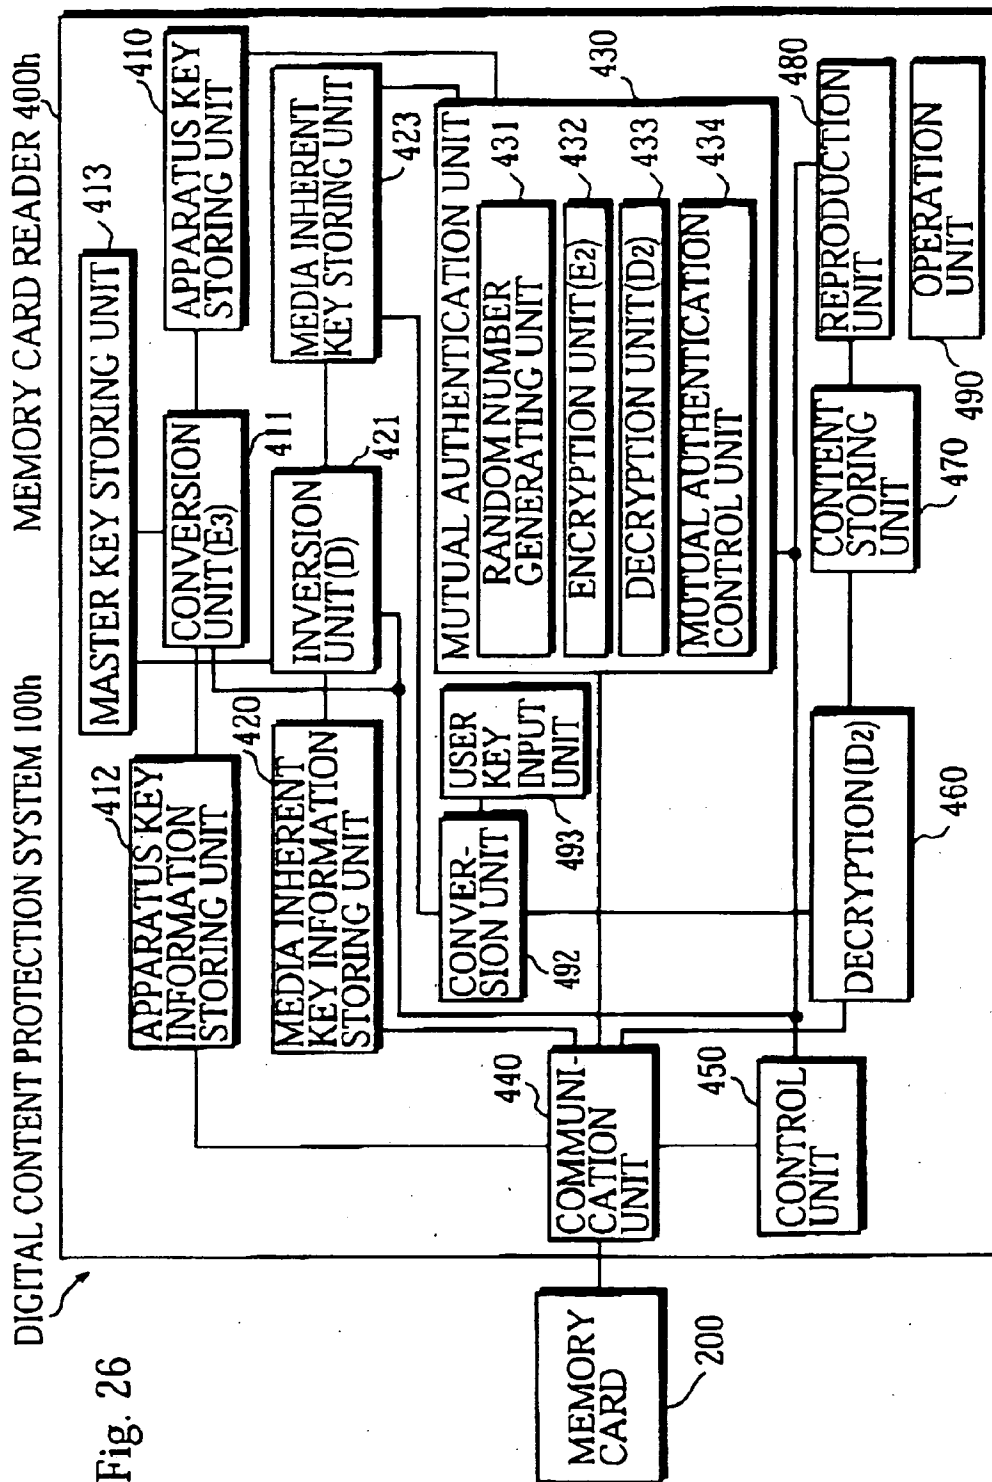 Fig. 26
DIGITAL CONTENT PROTECTION SYSTEM 100h
MEMORY CARD READER 400h
MASTER KEY STORING UNIT
413
412
APPARATUS KEY
INFORMATION
STORING UNIT
CONVERSION
UNIT(E3)
411
410
APPARATUS KEY
STORING UNIT
420
MEDIA INHERENT
KEY INFORMATION
STORING UNIT
INVERSION
UNIT(D)
421
MEDIA INHERENT
KEY STORING UNIT
423
CONVER-
SION UNIT
492
USER
KEY
INPUT
UNIT
493
MUTUAL AUTHENTICATION UNIT
430
RANDOM NUMBER
GENERATING UNIT
431
ENCRYPTION UNIT(E2)
432
DECRYPTION UNIT(D2)
433
MUTUAL AUTHENTICATION
CONTROL UNIT
434
MEMORY
CARD
200
440
COMMUNI-
CATION
UNIT
450
CONTROL
UNIT
DECRYPTION(D2)
460
CONTENT
STORING
UNIT
470
480
REPRODUCTION
UNIT
490
OPERATION
UNIT